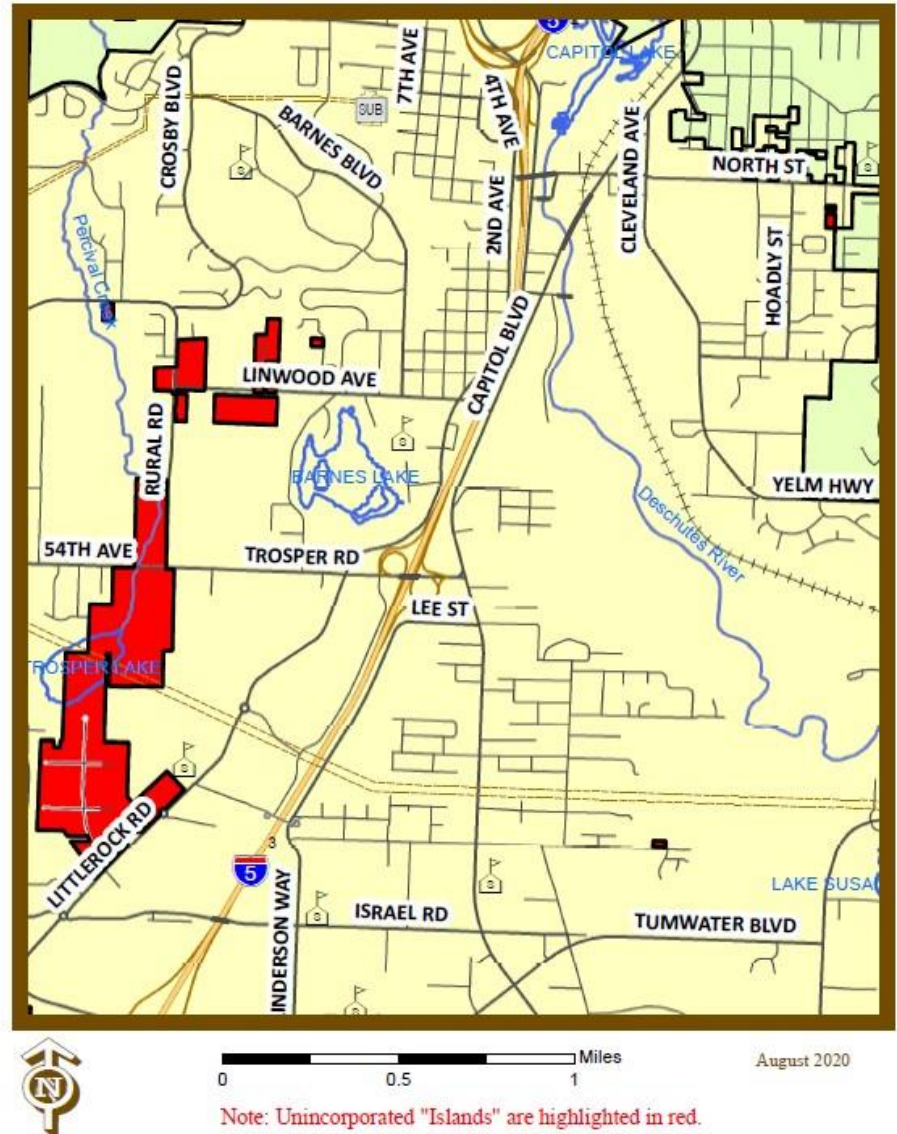 5
CAPITOL LAKE
7TH AVE
4TH AVE
CROSBY BLVD
SUB
BARNES BLVD
CLEVELAND AVE
NORTH ST
S
S
2ND AVE
HOADLY ST
Percival Creek
CAPITOL BLVD
LINWOOD AVE
RURAL RD
S
BARNES LAKE
YELM HWY
Deschutes River
54TH AVE
TROSPER RD
LEE ST
TROSPER LAKE
S
LITTLEROCK RD
3
5
S
LAKE SUSA
S
ISRAEL RD
TUMWATER BLVD
INDERSON WAY
S
N
Miles
0
0.5
1
August 2020
Note: Unincorporated "Islands" are highlighted in red.